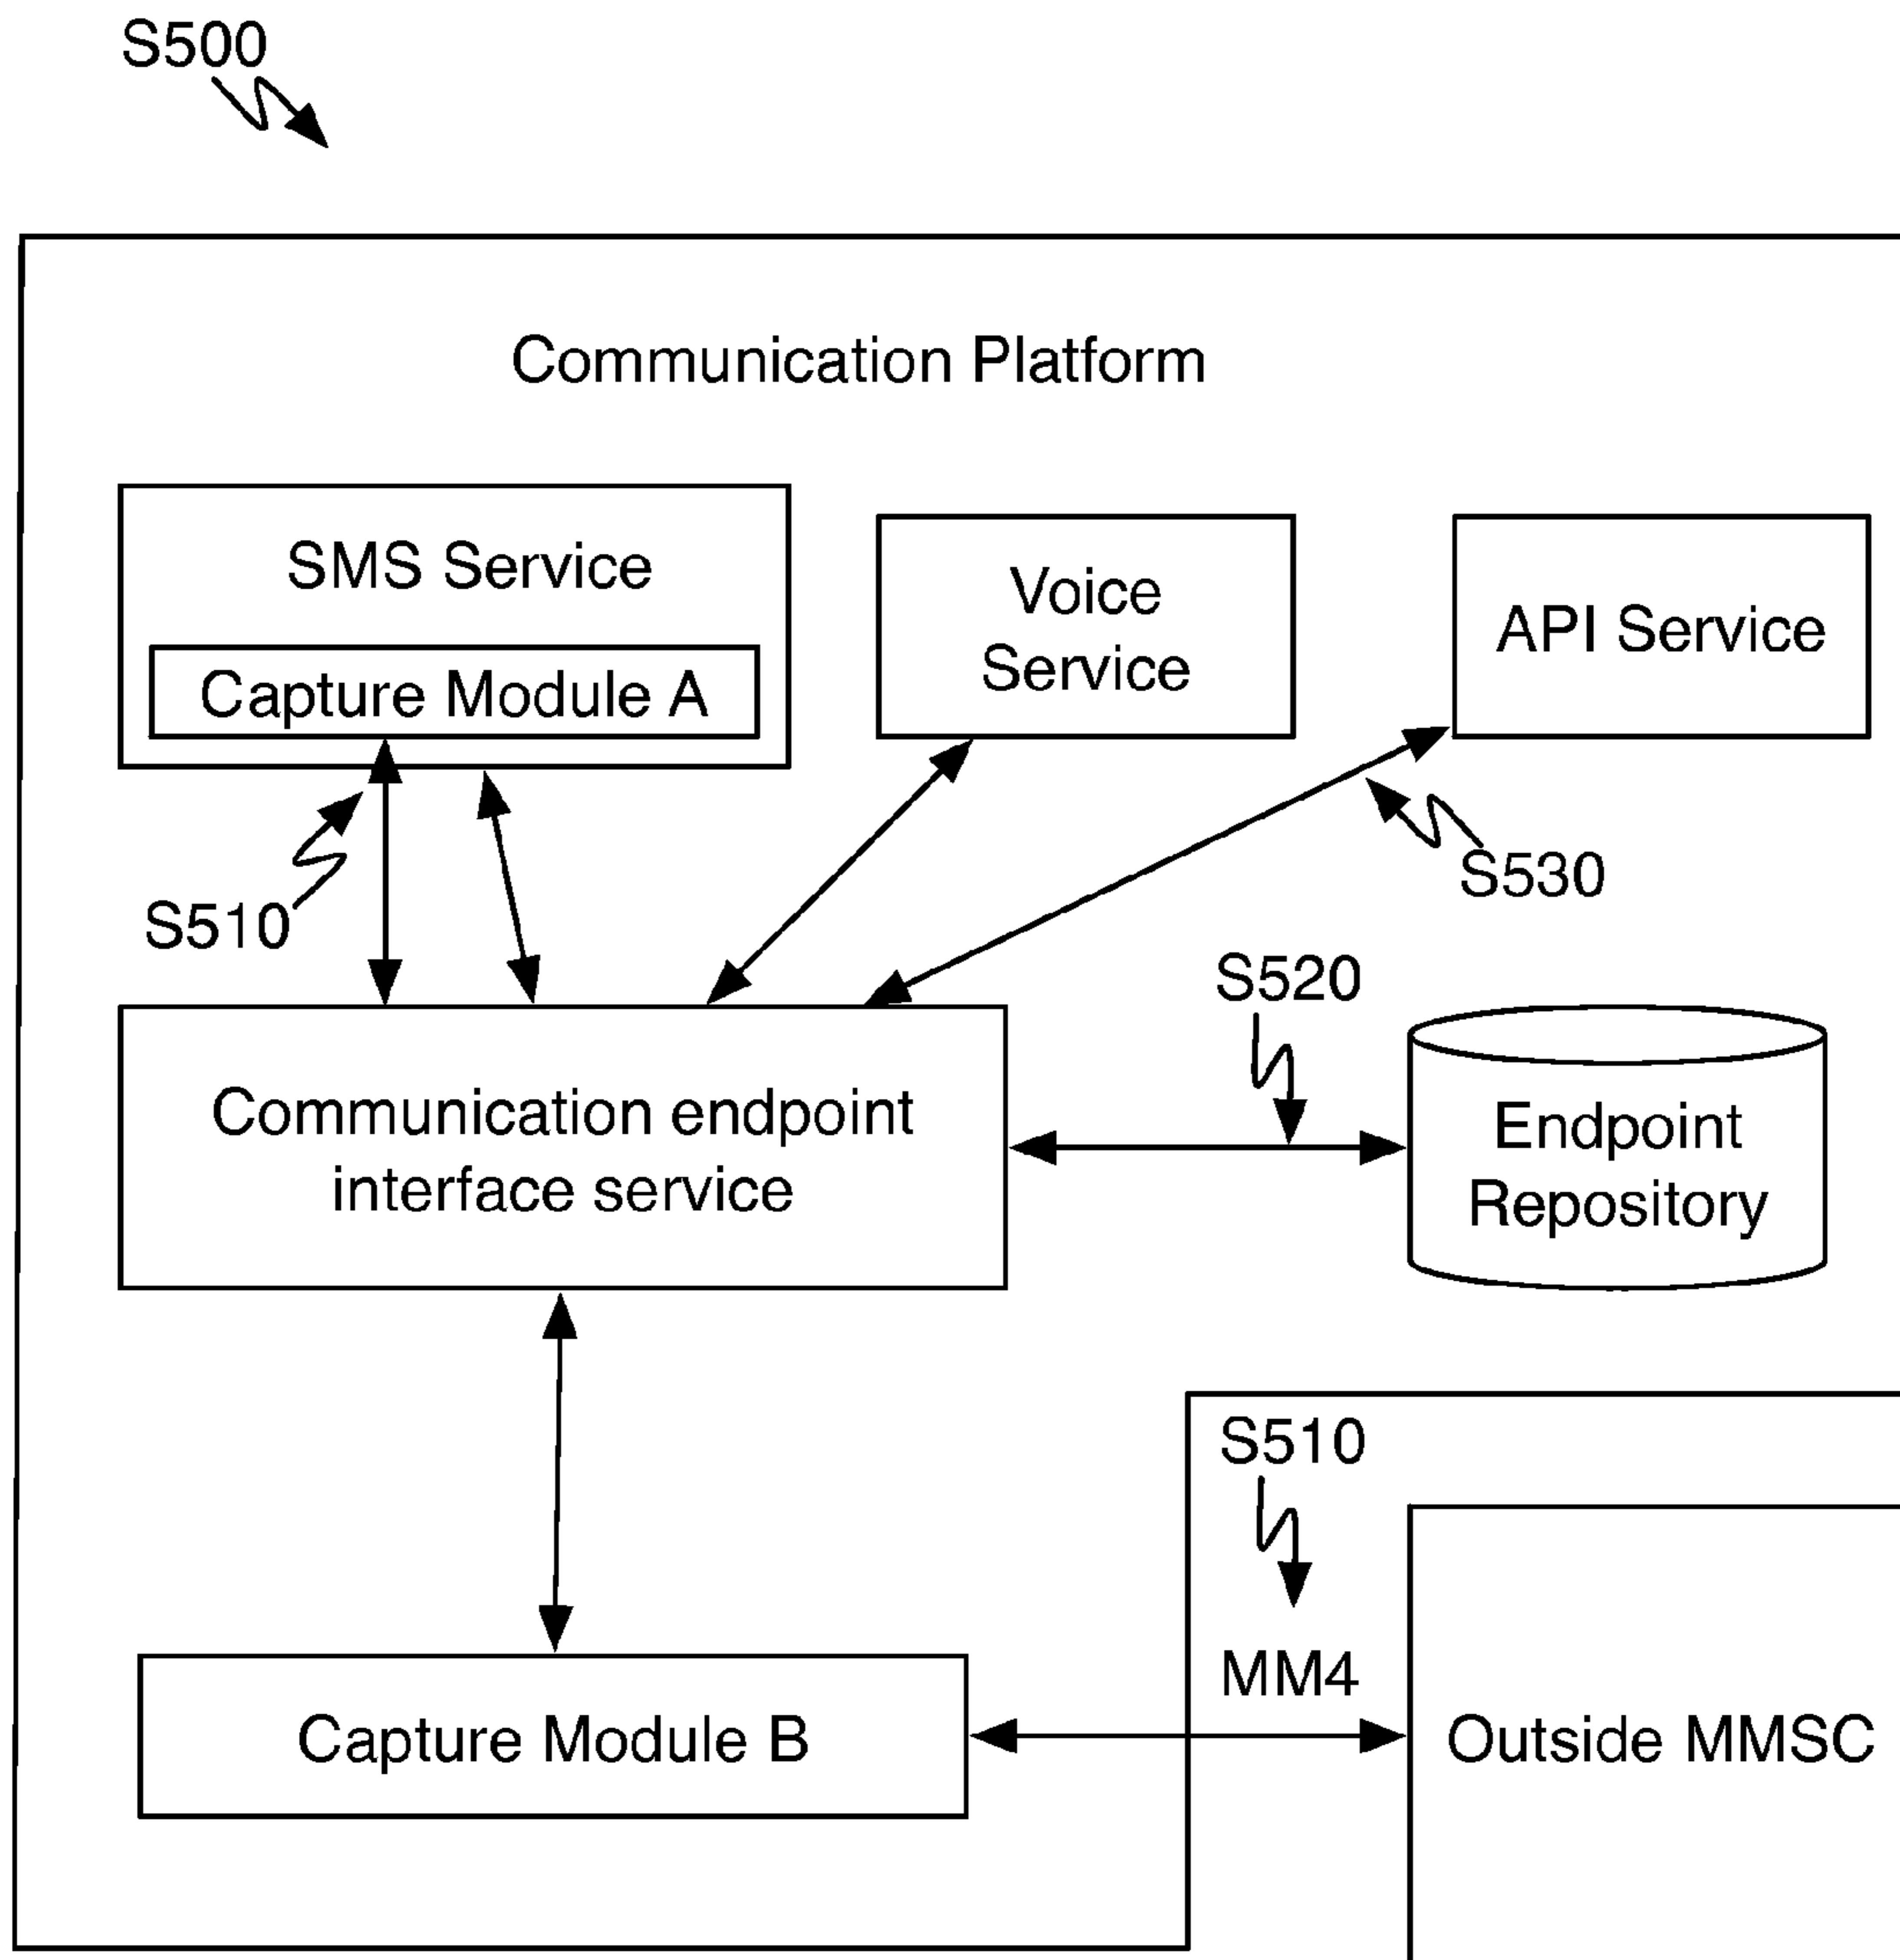 S500
Communication Platform
SMS Service
Capture Module A
Voice
Service
API Service
S510
S530
S520
Communication endpoint
interface service
Endpoint
Repository
S510
MM4
Capture Module B
Outside MMSC